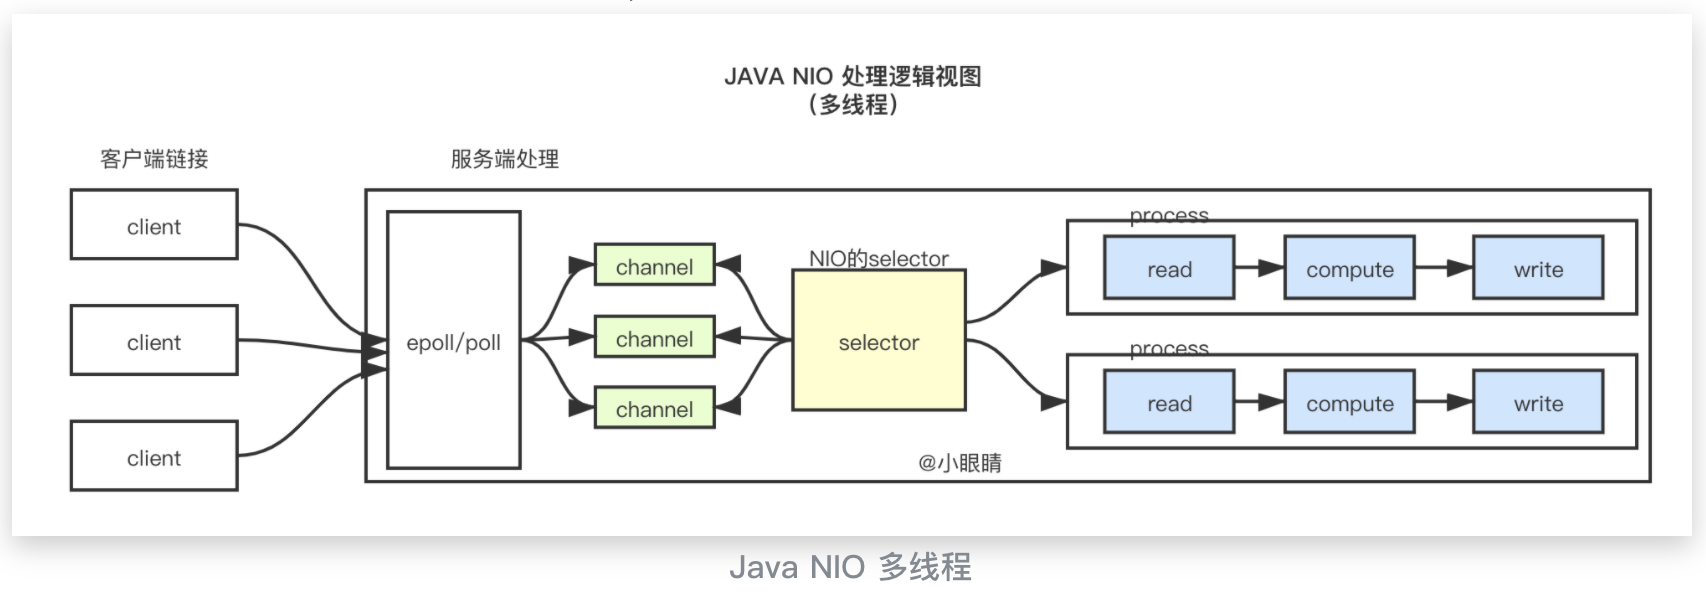 JAVA NIO 处理逻辑视图
（多线程）
客户端链接
服务端处理
client
client
client
epoll/poll
channel
channel
channel
NIO的selector
selector
process
read
compute
write
process
read
compute
write
@小眼睛
Java NIO 多线程